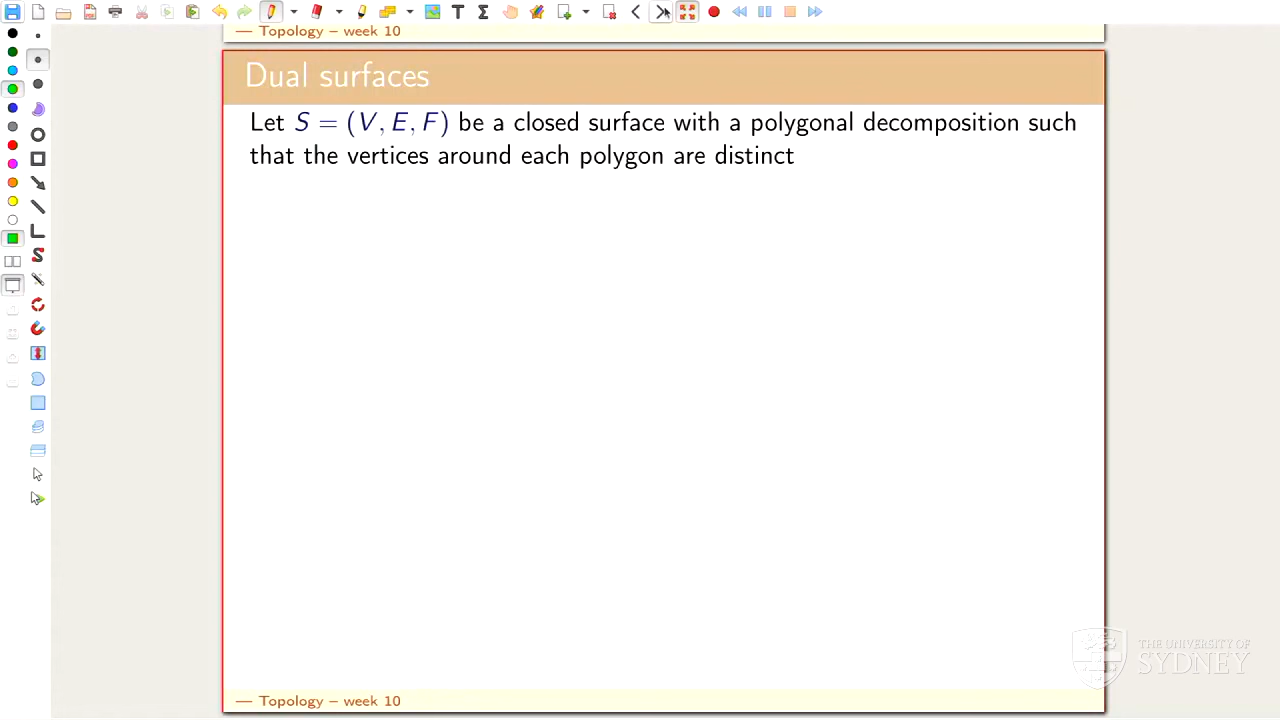 — Topology – week 10
Dual surfaces
Let S = (V, E, F) be a closed surface with a polygonal decomposition such
that the vertices around each polygon are distinct
THE UNIVERSITY OF
SYDNEY
— Topology – week 10